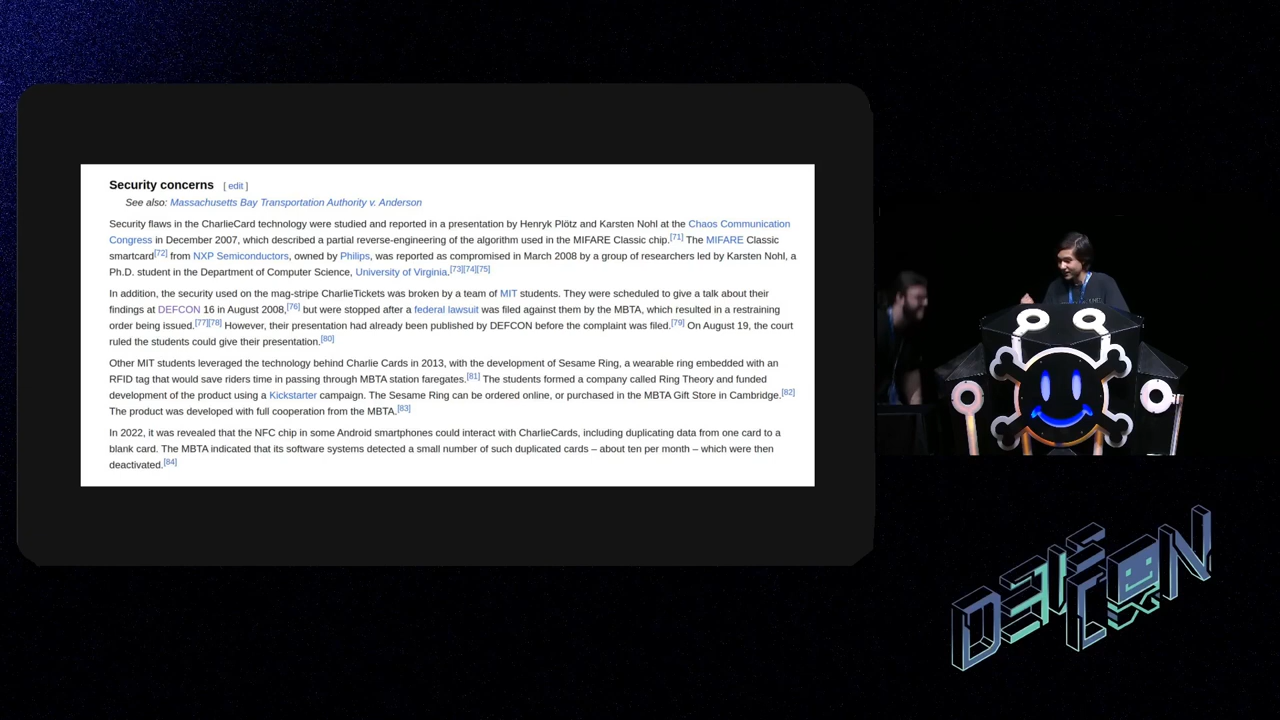 Security concerns [ edit ]
See also: Massachusetts Bay Transportation Authority v. Anderson
Security flaws in the CharlieCard technology were studied and reported in a presentation by Henryk Plötz and Karsten Nohl at the Chaos Communication
Congress in December 2007, which described a partial reverse-engineering of the algorithm used in the MIFARE Classic chip.[71] The MIFARE Classic
smartcard[72] from NXP Semiconductors, owned by Philips, was reported as compromised in March 2008 by a group of researchers led by Karsten Nohl, a
Ph.D. student in the Department of Computer Science, University of Virginia.[73][74][75]
In addition, the security used on the mag-stripe CharlieTickets was broken by a team of MIT students. They were scheduled to give a talk about their
findings at DEFCON 16 in August 2008,[76] but were stopped after a federal lawsuit was filed against them by the MBTA, which resulted in a restraining
order being issued.[77][78] However, their presentation had already been published by DEFCON before the complaint was filed.[79] On August 19, the court
ruled the students could give their presentation.[80]
Other MIT students leveraged the technology behind Charlie Cards in 2013, with the development of Sesame Ring, a wearable ring embedded with an
RFID tag that would save riders time in passing through MBTA station faregates.[81] The students formed a company called Ring Theory and funded
development of the product using a Kickstarter campaign. The Sesame Ring can be ordered online, or purchased in the MBTA Gift Store in Cambridge.[82]
The product was developed with full cooperation from the MBTA.[83]
In 2022, it was revealed that the NFC chip in some Android smartphones could interact with CharlieCards, including duplicating data from one card to a
blank card. The MBTA indicated that its software systems detected a small number of such duplicated cards – about ten per month – which were then
deactivated.[84]
DEF CON